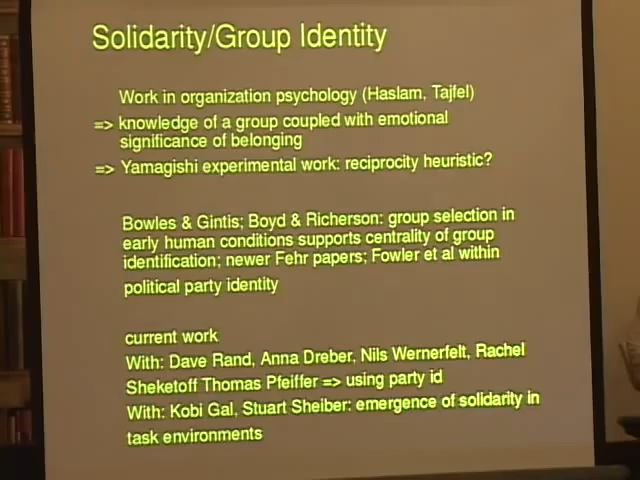 Solidarity/Group Identity
Work in organization psychology (Haslam, Tajfel)
=> knowledge of a group coupled with emotional
significance of belonging
=> Yamagishi experimental work: reciprocity heuristic?
Bowles & Gintis; Boyd & Richerson: group selection in
early human conditions supports centrality of group
identification; newer Fehr papers; Fowler et al within
political party identity
current work
With: Dave Rand, Anna Dreber, Nils Wernerfelt, Rachel
Sheketoff Thomas Pfeiffer => using party id
With: Kobi Gal, Stuart Sheiber: emergence of solidarity in
task environments